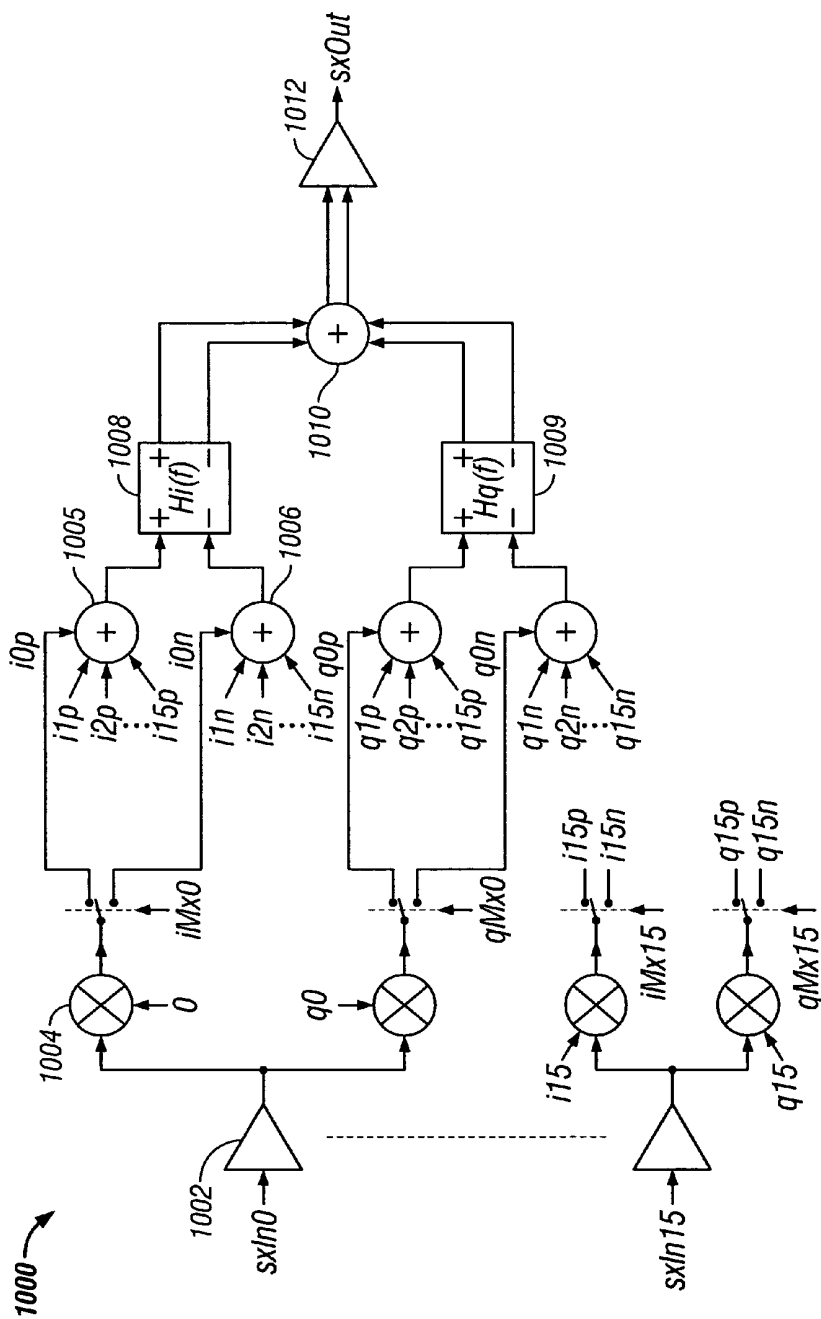 1000
sxIn0
1002
1004
0
iMx0
q0
qMx0
i0p
1005
+
i1p
i2p
i15p
i0n
1006
+
i1n
i2n
i15n
q0p
+
q1p
q2p
q15p
q0n
+
q1n
q2n
q15n
1008
+ +
Hi(f)
– –
1009
+ +
Hq(f)
– –
+
1010
1012
sxOut
sxIn15
i15
iMx15
i15p
i15n
q15
qMx15
q15p
q15n